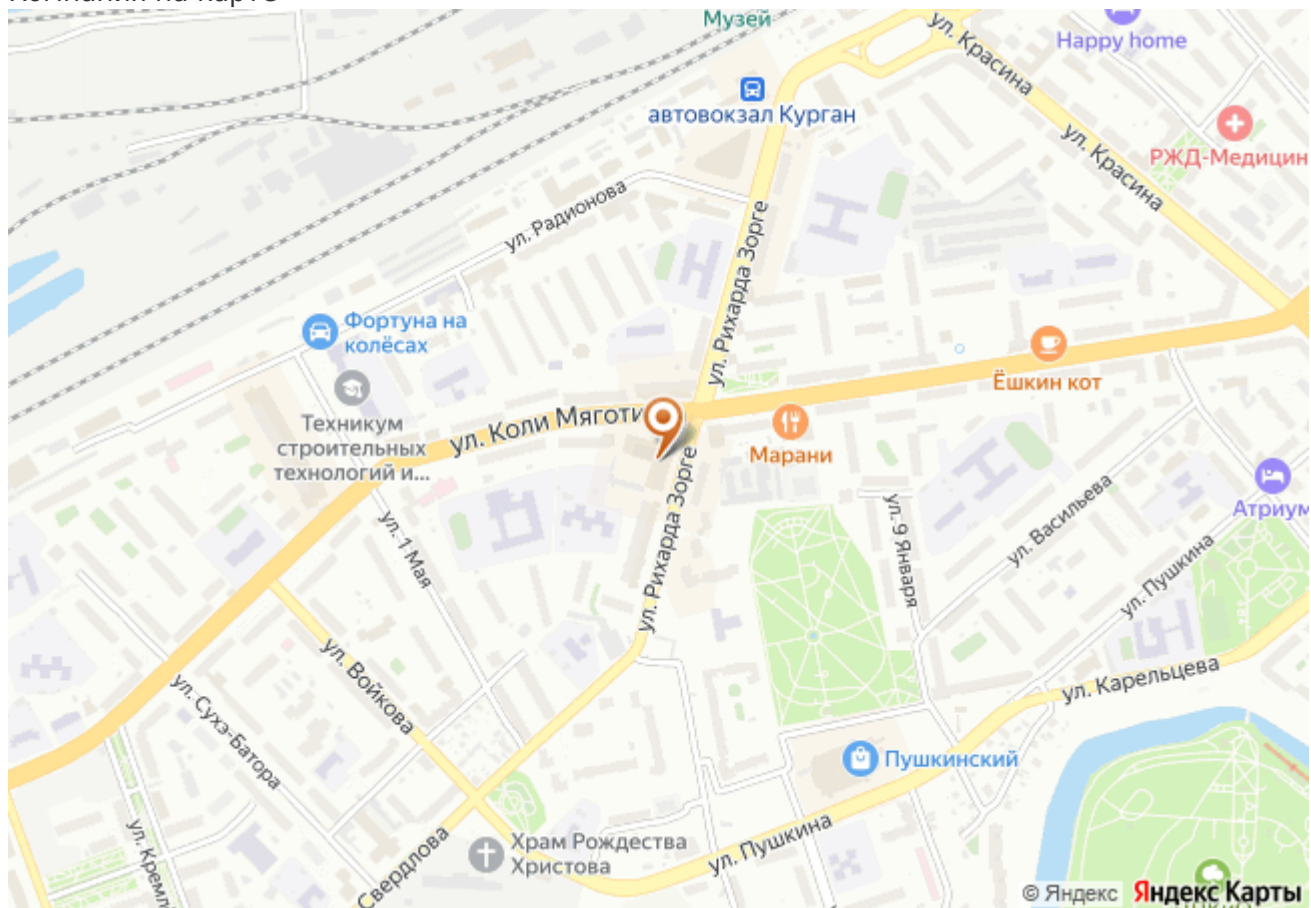 Музей
ул. Красина
Happy home
автовокзал Курган
ул. Красина
РЖД-Медицин
ул. Радионова
ул. Рихарда Зорге
Фортуна на
колёсах
Ёшкин кот
Техникум
строительных
технологий и...
ул. Коли Мяготи
Марани
ул. Рихарда Зорге
ул. 1 Мая
ул. 9 Января
ул. Васильева
Атриум
ул. Пушкина
ул. Войкова
ул. Сухэ-Батора
ул. Карельцева
Пушкинский
ул. Кремл
Свердлова
Храм Рождества
Христова
ул. Пушкина
© Яндекс Яндекс Карты